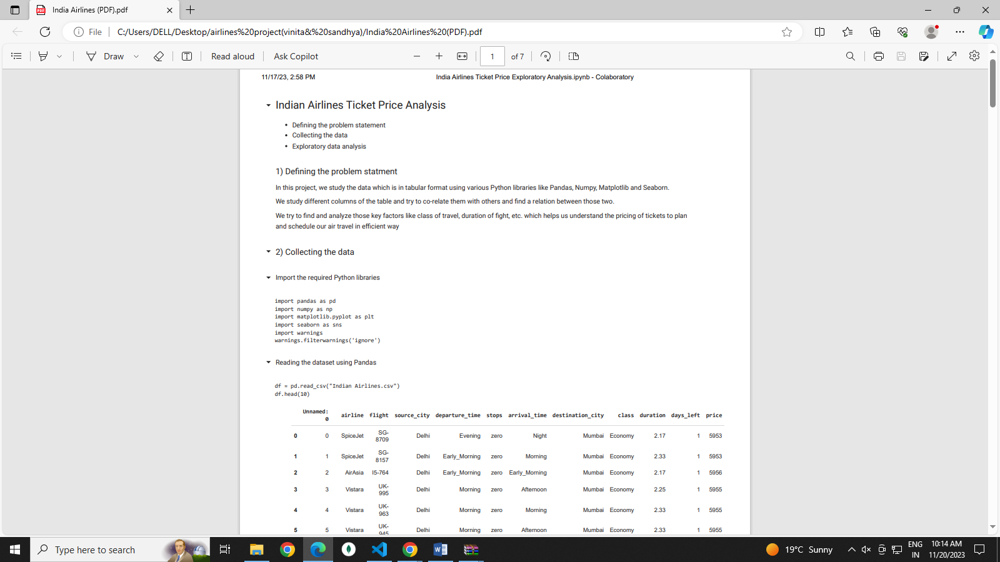 India Airlines (PDF).pdf
File
C:/Users/DELL/Desktop/airlines%20project(vinita&%20sandhya)/India%20Airlines%20(PDF).pdf
Draw
Read aloud
Ask Copilot
1 of 7
11/17/23, 2:58 PM India Airlines Ticket Price Exploratory Analysis.ipynb - Colaboratory
Indian Airlines Ticket Price Analysis
• Defining the problem statement
• Collecting the data
• Exploratory data analysis
1) Defining the problem statment
In this project, we study the data which is in tabular format using various Python libraries like Pandas, Numpy, Matplotlib and Seaborn.
We study different columns of the table and try to co-relate them with others and find a relation between those two.
We try to find and analyze those key factors like class of travel, duration of fight, etc. which helps us understand the pricing of tickets to plan
and schedule our air travel in efficient way
2) Collecting the data
Import the required Python libraries
import pandas as pd
import numpy as np
import matplotlib.pyplot as plt
import seaborn as sns
import warnings
warnings.filterwarnings('ignore')
Reading the dataset using Pandas
df = pd.read_csv("Indian Airlines.csv")
df.head(10)
Unnamed: 0 airline flight source_city departure_time stops arrival_time destination_city class duration days_left price
0 0 SpiceJet SG-8709 Delhi Evening zero Night Mumbai Economy 2.17 1 5953
1 1 SpiceJet SG-8157 Delhi Early_Morning zero Morning Mumbai Economy 2.33 1 5953
2 2 AirAsia I5-764 Delhi Early_Morning zero Early_Morning Mumbai Economy 2.17 1 5956
3 3 Vistara UK-995 Delhi Morning zero Afternoon Mumbai Economy 2.25 1 5955
4 4 Vistara UK-963 Delhi Morning zero Morning Mumbai Economy 2.33 1 5955
5 5 Vistara UK-945 Delhi Morning zero Afternoon Mumbai Economy 2.33 1 5955
Type here to search
19°C Sunny
ENG
IN
10:14 AM
11/20/2023